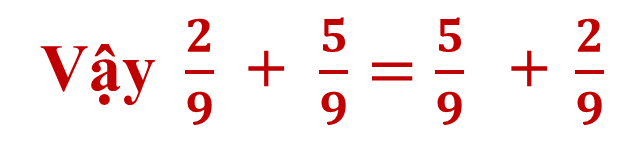 Vậy 2/9 + 5/9 = 5/9 + 2/9